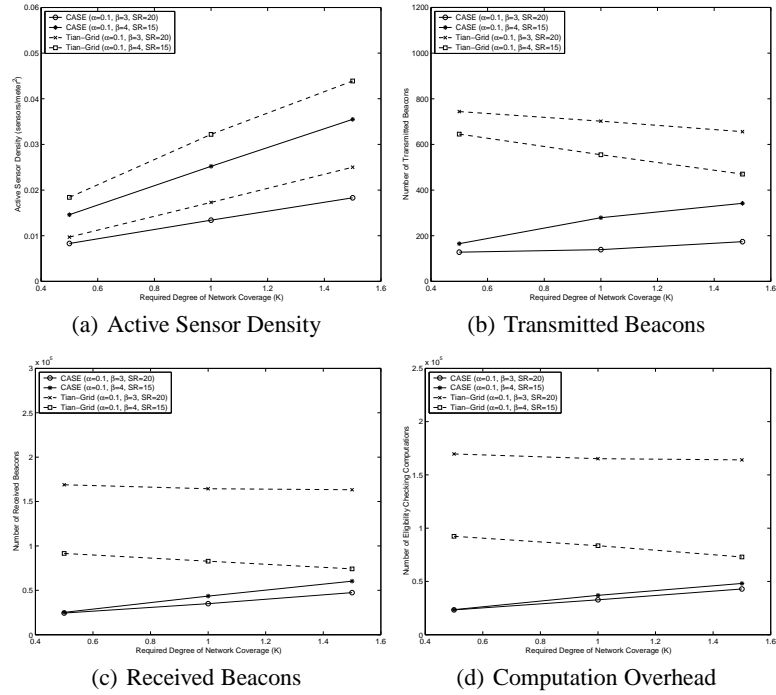 0.06
0.05
0.04
0.03
0.02
0.01
0
0.4 0.6 0.8 1 1.2 1.4 1.6
Active Sensor Density (sensors/meter²)
Required Degree of Network Coverage (K)
CASE (α=0.1, β=3, SR=20)
CASE (α=0.1, β=4, SR=15)
Tian−Grid (α=0.1, β=3, SR=20)
Tian−Grid (α=0.1, β=4, SR=15)
(a) Active Sensor Density
1200
1000
800
600
400
200
0
0.4 0.6 0.8 1 1.2 1.4 1.6
Number of Transmitted Beacons
Required Degree of Network Coverage (K)
CASE (α=0.1, β=3, SR=20)
CASE (α=0.1, β=4, SR=15)
Tian−Grid (α=0.1, β=3, SR=20)
Tian−Grid (α=0.1, β=4, SR=15)
(b) Transmitted Beacons
x 10⁵
3
2.5
2
1.5
1
0.5
0
0.4 0.6 0.8 1 1.2 1.4 1.6
Number of Received Beacons
Required Degree of Network Coverage (K)
CASE (α=0.1, β=3, SR=20)
CASE (α=0.1, β=4, SR=15)
Tian−Grid (α=0.1, β=3, SR=20)
Tian−Grid (α=0.1, β=4, SR=15)
(c) Received Beacons
x 10⁵
2.5
2
1.5
1
0.5
0
0.4 0.6 0.8 1 1.2 1.4 1.6
Number of Eligibility Checking Computations
Required Degree of Network Coverage (K)
CASE (α=0.1, β=3, SR=20)
CASE (α=0.1, β=4, SR=15)
Tian−Grid (α=0.1, β=3, SR=20)
Tian−Grid (α=0.1, β=4, SR=15)
(d) Computation Overhead